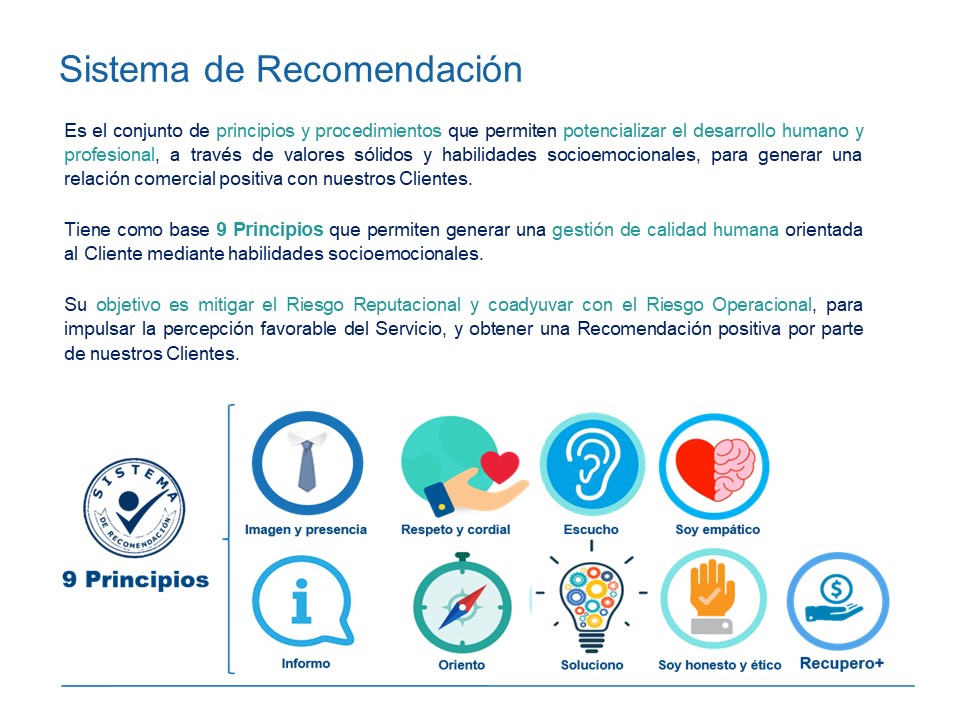 Sistema de Recomendación
Es el conjunto de principios y procedimientos que permiten potencializar el desarrollo humano y
profesional, a través de valores sólidos y habilidades socioemocionales, para generar una
relación comercial positiva con nuestros Clientes.
Tiene como base 9 Principios que permiten generar una gestión de calidad humana orientada
al Cliente mediante habilidades socioemocionales.
Su objetivo es mitigar el Riesgo Reputacional y coadyuvar con el Riesgo Operacional, para
impulsar la percepción favorable del Servicio, y obtener una Recomendación positiva por parte
de nuestros Clientes.
SISTEMA
DE RECOMENDACIÓN
9 Principios
Imagen y presencia
Respeto y cordial
Escucho
Soy empático
i
Informo
Oriento
Soluciono
Soy honesto y ético
$
Recupero+